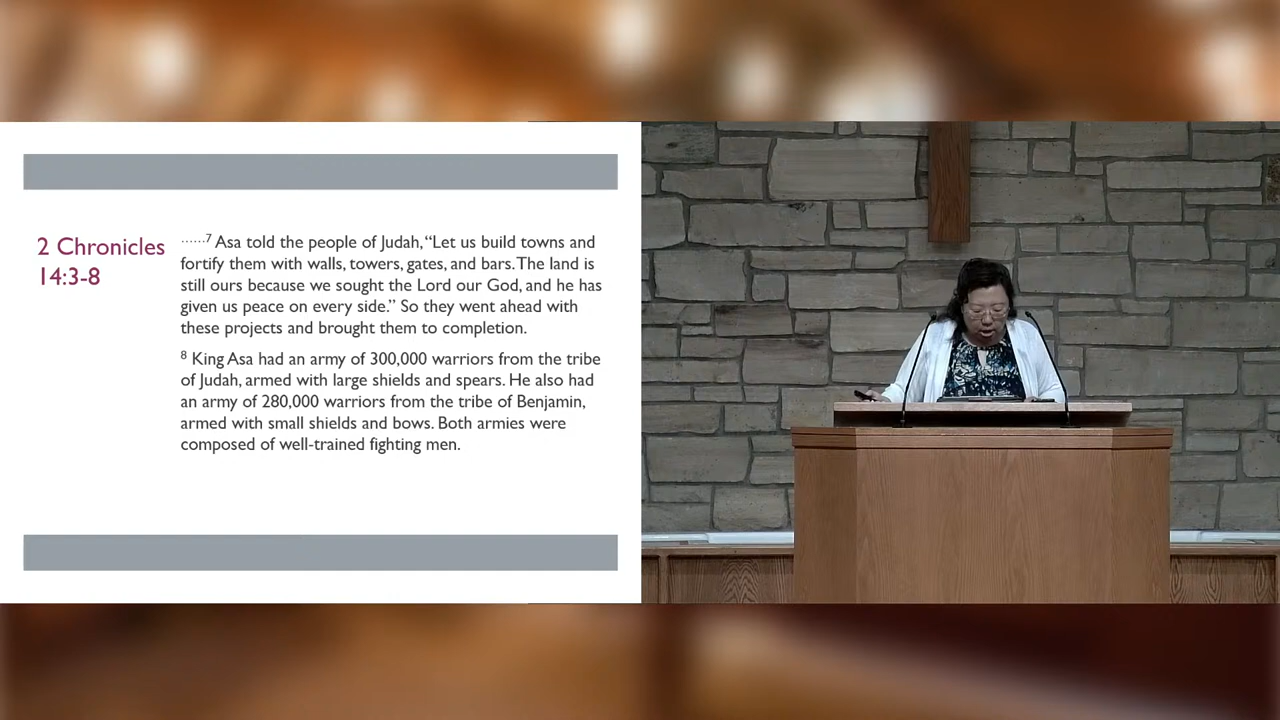 2 Chronicles
14:3-8
……7 Asa told the people of Judah, “Let us build towns and
fortify them with walls, towers, gates, and bars. The land is
still ours because we sought the Lord our God, and he has
given us peace on every side.” So they went ahead with
these projects and brought them to completion.
8 King Asa had an army of 300,000 warriors from the tribe
of Judah, armed with large shields and spears. He also had
an army of 280,000 warriors from the tribe of Benjamin,
armed with small shields and bows. Both armies were
composed of well-trained fighting men.